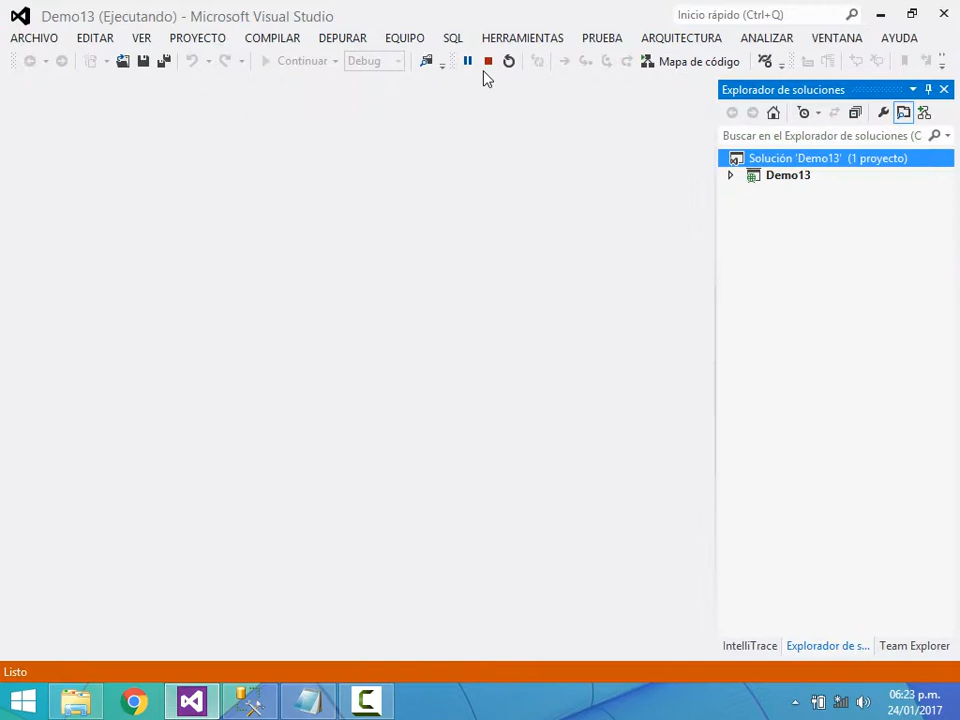 Demo13 (Ejecutando) - Microsoft Visual Studio
Inicio rápido (Ctrl+Q)
ARCHIVO EDITAR VER PROYECTO COMPILAR DEPURAR EQUIPO SQL HERRAMIENTAS PRUEBA ARQUITECTURA ANALIZAR VENTANA AYUDA
Continuar Debug Mapa de código
Explorador de soluciones
Buscar en el Explorador de soluciones (C
Solución 'Demo13' (1 proyecto)
Demo13
IntelliTrace Explorador de s... Team Explorer
Listo
06:23 p.m.
24/01/2017